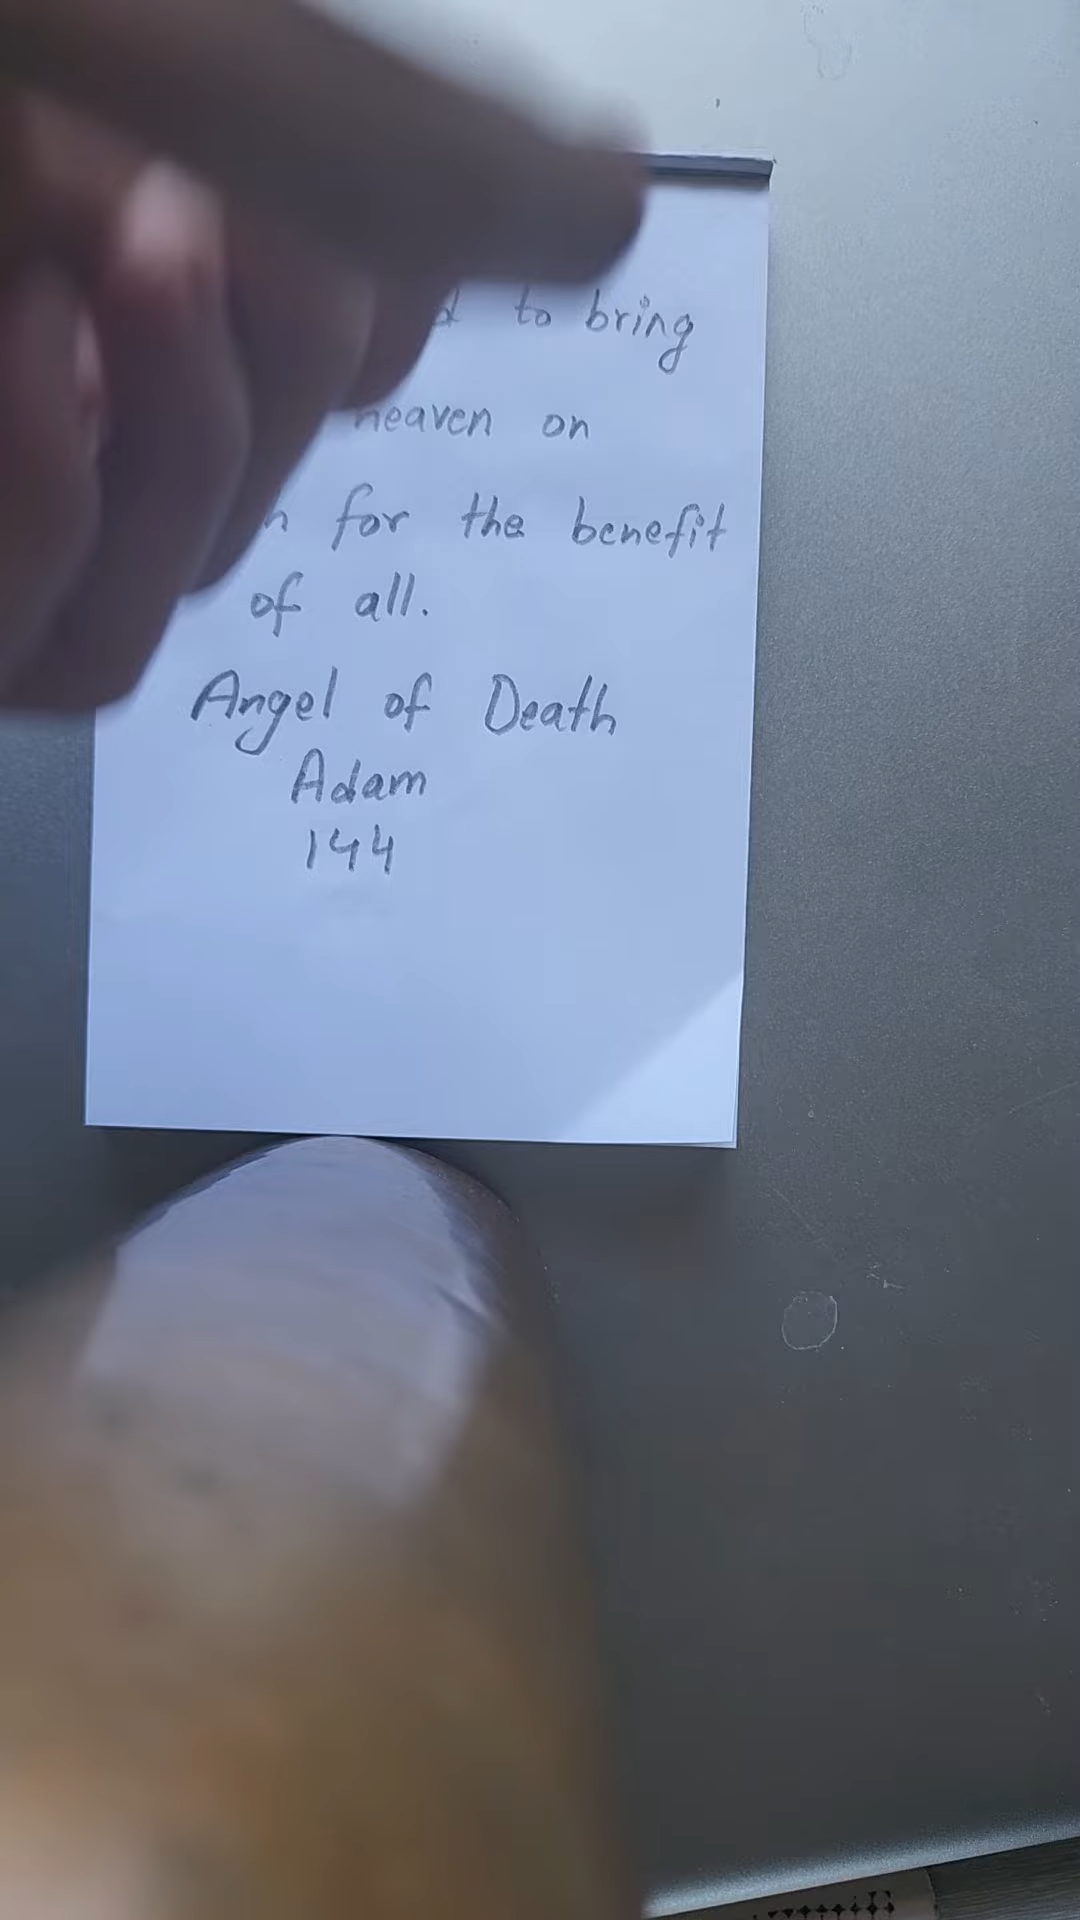 to bring
heaven on
for the benefit
of all.
Angel of Death
Adam
144